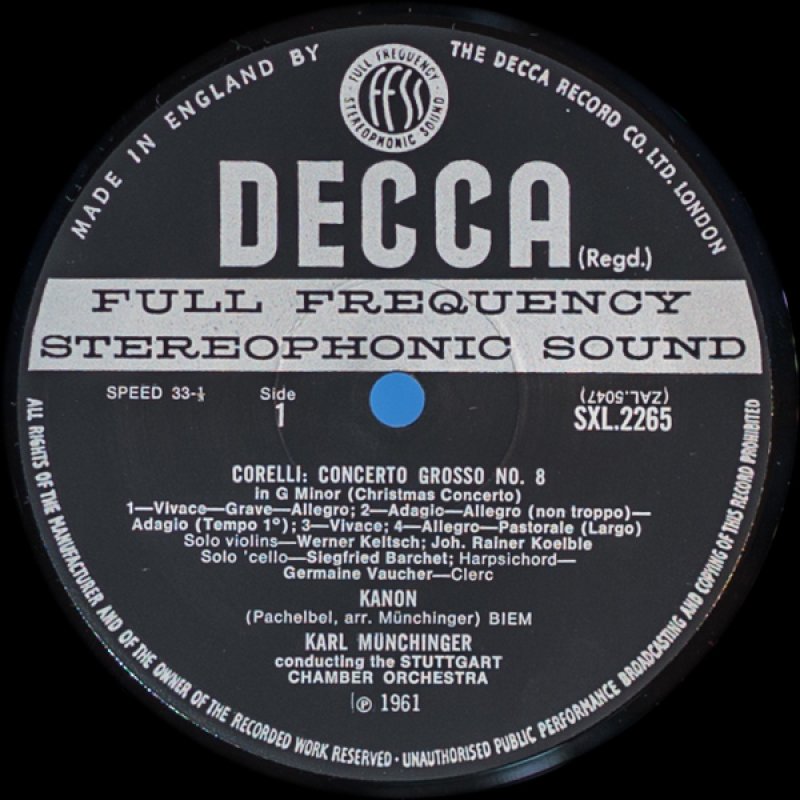 MADE IN ENGLAND BY
THE DECCA RECORD CO. LTD. LONDON
FULL FREQUENCY
FFSS
STEREOPHONIC SOUND
DECCA (Regd.)
FULL FREQUENCY
STEREOPHONIC SOUND
SPEED 33-⅓
Side
1
(ZAL.5047)
SXL.2265
CORELLI: CONCERTO GROSSO NO. 8
in G Minor (Christmas Concerto)
1—Vivace—Grave—Allegro; 2—Adagio—Allegro (non troppo)—
Adagio (Tempo 1°); 3—Vivace; 4—Allegro—Pastorale (Largo)
Solo violins—Werner Keltsch; Joh. Rainer Koelble
Solo 'cello—Siegfried Barchet; Harpsichord—
Germaine Vaucher—Clerc
KANON
(Pachelbel, arr. Münchinger) BIEM
KARL MÜNCHINGER
conducting the STUTTGART
CHAMBER ORCHESTRA
℗ 1961
ALL RIGHTS OF THE MANUFACTURER AND OF THE OWNER OF THE RECORDED WORK RESERVED · UNAUTHORISED PUBLIC PERFORMANCE BROADCASTING AND COPYING OF THIS RECORD PROHIBITED